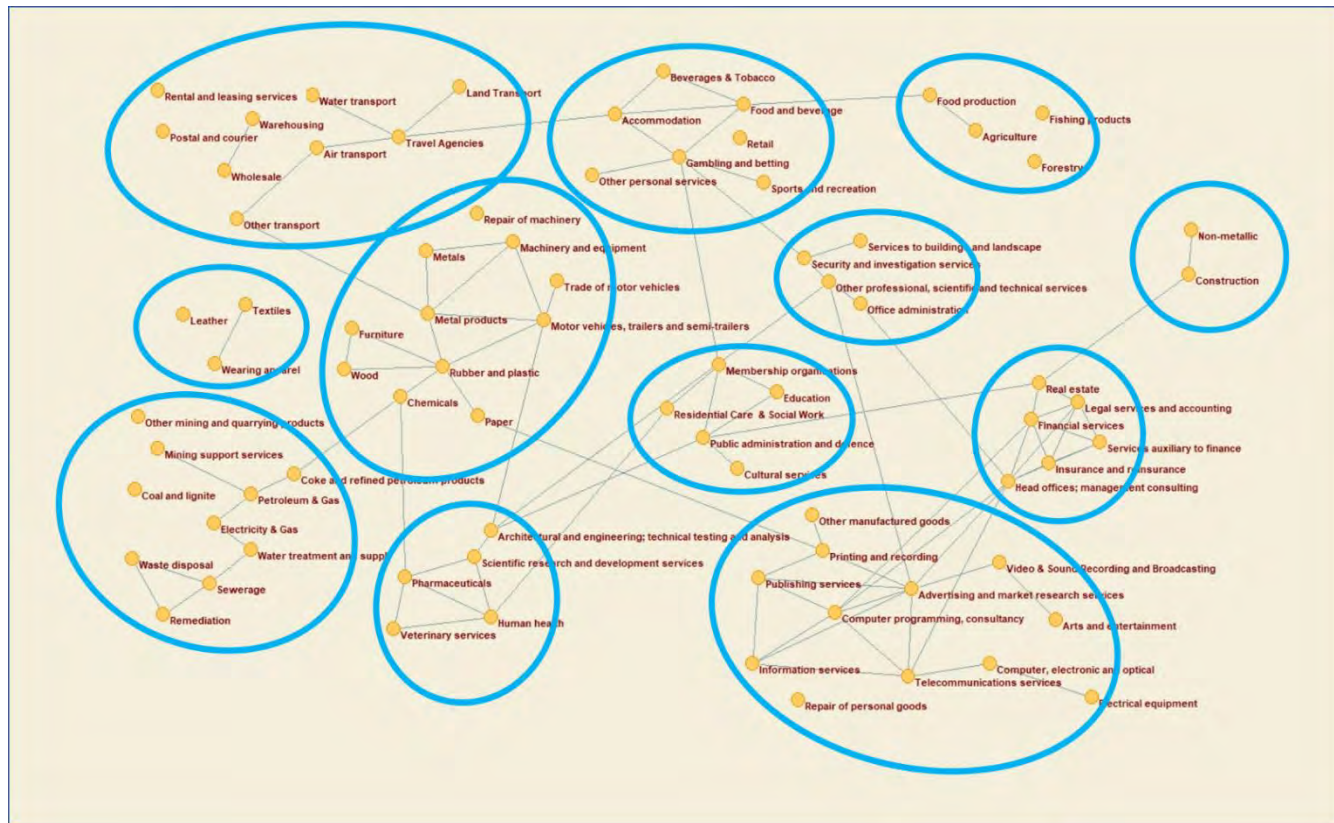 Rental and leasing services
Water transport
Land Transport
Warehousing
Postal and courier
Travel Agencies
Air transport
Wholesale
Other transport
Beverages & Tobacco
Food and beverage
Accommodation
Retail
Gambling and betting
Other personal services
Sports and recreation
Food production
Fishing products
Agriculture
Forestry
Repair of machinery
Machinery and equipment
Metals
Trade of motor vehicles
Metal products
Motor vehicles, trailers and semi-trailers
Furniture
Wood
Rubber and plastic
Chemicals
Paper
Services to buildings and landscape
Security and investigation services
Other professional, scientific and technical services
Office administration
Non-metallic
Construction
Leather
Textiles
Wearing apparel
Membership organisations
Education
Residential Care & Social Work
Public administration and defence
Cultural services
Real estate
Legal services and accounting
Financial services
Services auxiliary to finance
Insurance and reinsurance
Head offices; management consulting
Other mining and quarrying products
Mining support services
Coke and refined petroleum products
Coal and lignite
Petroleum & Gas
Electricity & Gas
Water treatment and supply
Waste disposal
Sewerage
Remediation
Architectural and engineering; technical testing and analysis
Scientific research and development services
Pharmaceuticals
Human health
Veterinary services
Other manufactured goods
Printing and recording
Video & Sound Recording and Broadcasting
Publishing services
Advertising and market research services
Computer programming, consultancy
Arts and entertainment
Information services
Computer, electronic and optical
Telecommunications services
Electrical equipment
Repair of personal goods